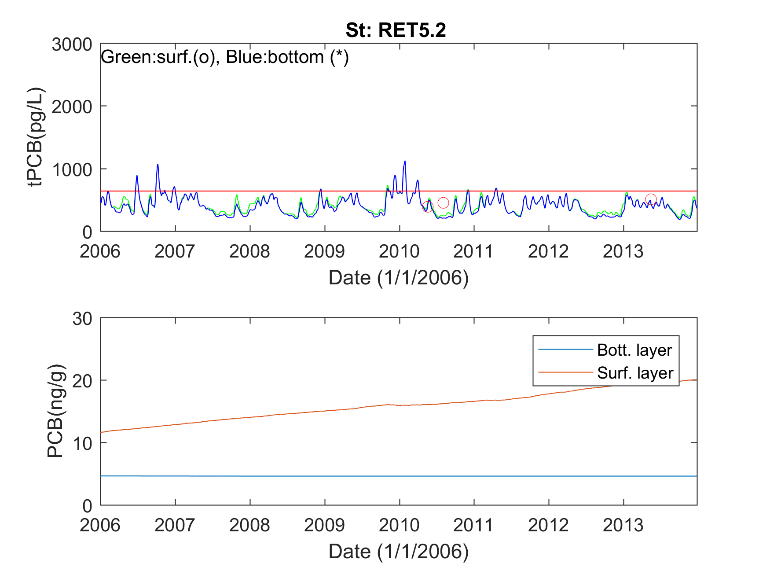 St: RET5.2
Green:surf.(o), Blue:bottom (*)
tPCB(pg/L)
3000
2000
1000
0
2006 2007 2008 2009 2010 2011 2012 2013
Date (1/1/2006)
PCB(ng/g)
30
20
10
0
Bott. layer
Surf. layer
2006 2007 2008 2009 2010 2011 2012 2013
Date (1/1/2006)